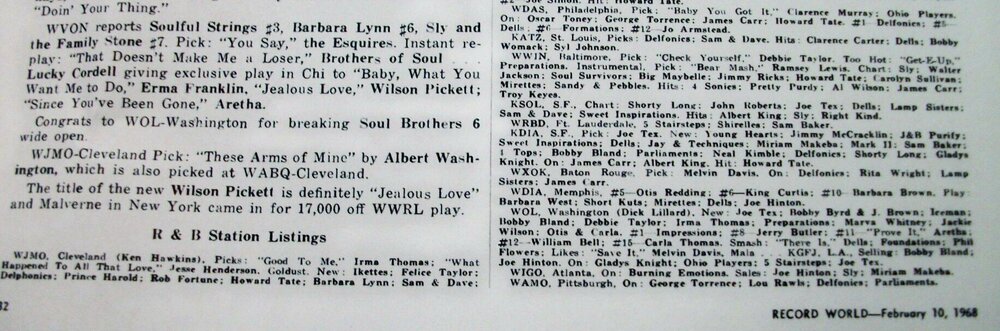 "Doin' Your Thing."
WVON reports Soulful Strings #3, Barbara Lynn #6, Sly and
the Family Stone #7. Pick: "You Say," the Esquires. Instant re-
play: "That Doesn't Make Me a Loser," Brothers of Soul . . .
Lucky Cordell giving exclusive play in Chi to "Baby, What You
Want Me to Do," Erma Franklin, "Jealous Love," Wilson Pickett;
"Since You've Been Gone," Aretha.
Congrats to WOL-Washington for breaking Soul Brothers 6
wide open.
WJMO-Cleveland Pick: "These Arms of Mine" by Albert Wash-
ington, which is also picked at WABQ-Cleveland.
The title of the new Wilson Pickett is definitely "Jealous Love"
and Malverne in New York came in for 17,000 off WWRL play.
R & B Station Listings
WJMO, Cleveland (Ken Hawkins), Picks: "Good To Me," Irma Thomas; "What
Happened To All That Love," Jesse Henderson, Goldust. New: Ikettes; Felice Taylor;
Delphonics; Prince Harold; Rob Fortune; Howard Tate; Barbara Lynn; Sam & Dave;
WDAS, Philadelphia, Pick: "Baby You Got It," Clarence Murray; Ohio Players.
On: Oscar Toney; George Torrence; James Carr; Howard Tate. #1 Delfonics; #5—
Dells; #6 Formations; #12 Jo Armstead.
KATZ, St. Louis, Picks: Delfonics; Sam & Dave. Hits: Clarence Carter; Dells; Bobby
Womack; Syl Johnson.
WWIN, Baltimore, Pick: "Check Yourself," Debbie Taylor. Too Hot: "Get-E-Up,"
Preparations. Instrumental, Pick: "Bear Mash," Ramsey Lewis. Chart: Sly; Walter
Jackson; Soul Survivors; Big Maybelle; Jimmy Ricks; Howard Tate; Carolyn Sullivan;
Mirettes; Sandy & Pebbles. Hits: 4 Sonics; Pretty Purdy; Al Wilson; James Carr;
Troy Keyes.
KSOL, S.F., Chart: Shorty Long; John Roberts; Joe Tex; Dells; Lamp Sisters;
Sam & Dave; Sweet Inspirations. Hits: Albert King; Sly; Right Kind.
WRBD, Ft. Lauderdale, 5 Stairsteps; Shirelles; Sam Baker.
KDIA, S.F., Pick: Joe Tex. New: Young Hearts; Jimmy McCracklin; J&B Purify;
Sweet Inspirations; Dells; Jay & Techniques; Miriam Makeba; Mark II; Sam Baker;
Tops; Bobby Bland; Parliaments; Neal Kimble; Delfonics; Shorty Long; Gladys
Knight. On: James Carr; Albert King. Hit: Howard Tate.
WXOK, Baton Rouge, Pick: Melvin Davis. On: Delfonics; Rita Wright; Lamp
Sisters; James Carr.
WDIA, Memphis, #5—Otis Redding; #6—King Curtis; #10—Barbara Brown. Play:
Barbara West; Short Kuts; Mirettes; Dells; Joe Hinton.
WOL, Washington (Dick Lillard), New: Joe Tex; Bobby Byrd & J. Brown; Iceman;
Bobby Bland; Debbie Taylor; Irma Thomas; Preparations; Marva Whitney; Jackie
Wilson; Otis & Carla. #1 Impressions; #8 Jerry Butler; #11—"Prove It," Aretha;
#12—William Bell; #15—Carla Thomas. Smash: "There Is," Dells; Foundations; Phil
Flowers; Likes: "Save It," Melvin Davis, Mala . . . KGFJ, L.A., Selling: Bobby Bland;
Joe Hinton. On: Gladys Knight; Ohio Players; 5 Stairsteps; Joe Tex.
WIGO, Atlanta, On: Burning Emotions. Sales: Joe Hinton; Sly; Miriam Makeba.
WAMO, Pittsburgh, On: George Torrence; Lou Rawls; Delfonics; Parliaments.
RECORD WORLD—February 10, 1968